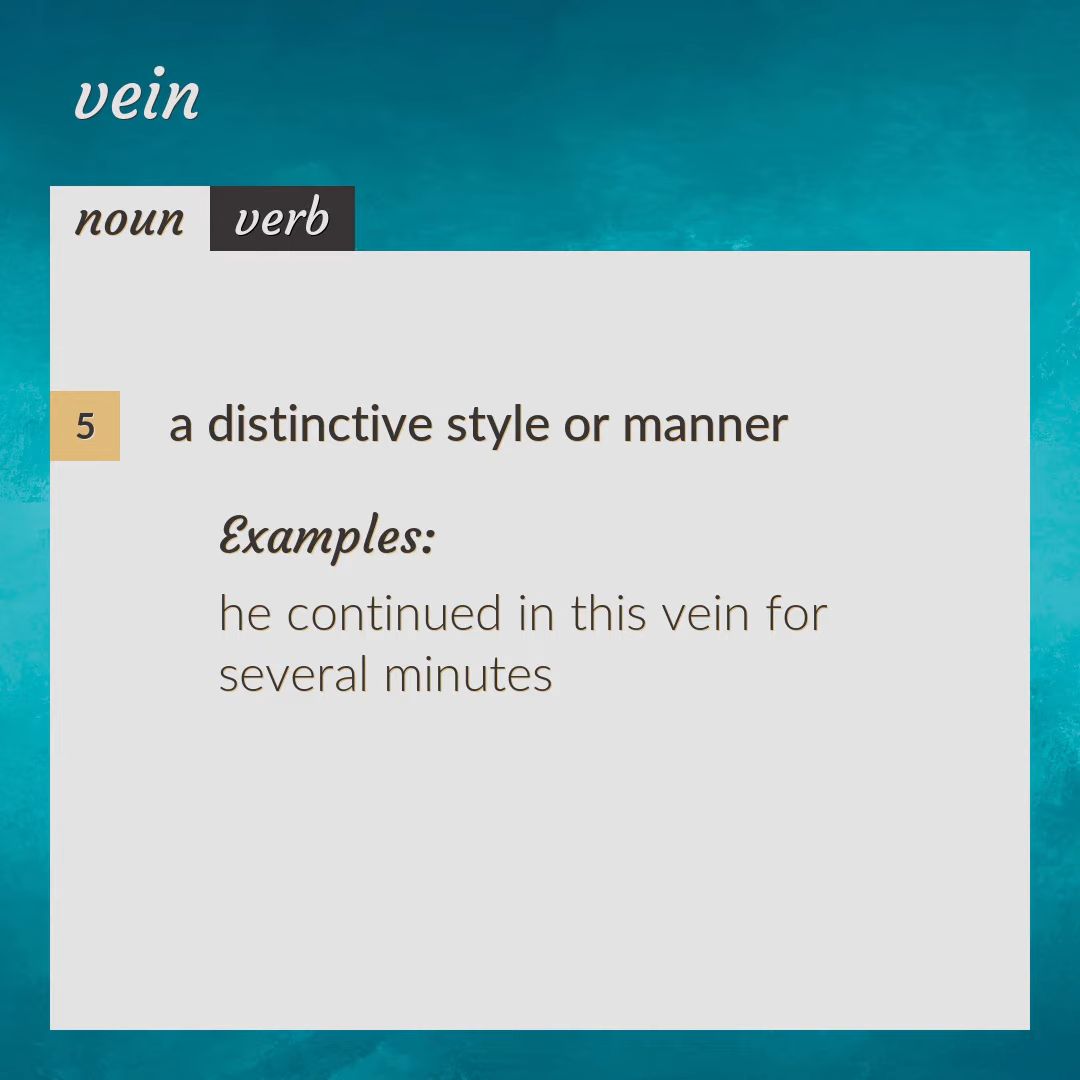 vein
noun verb
5 a distinctive style or manner
Examples:
he continued in this vein for
several minutes